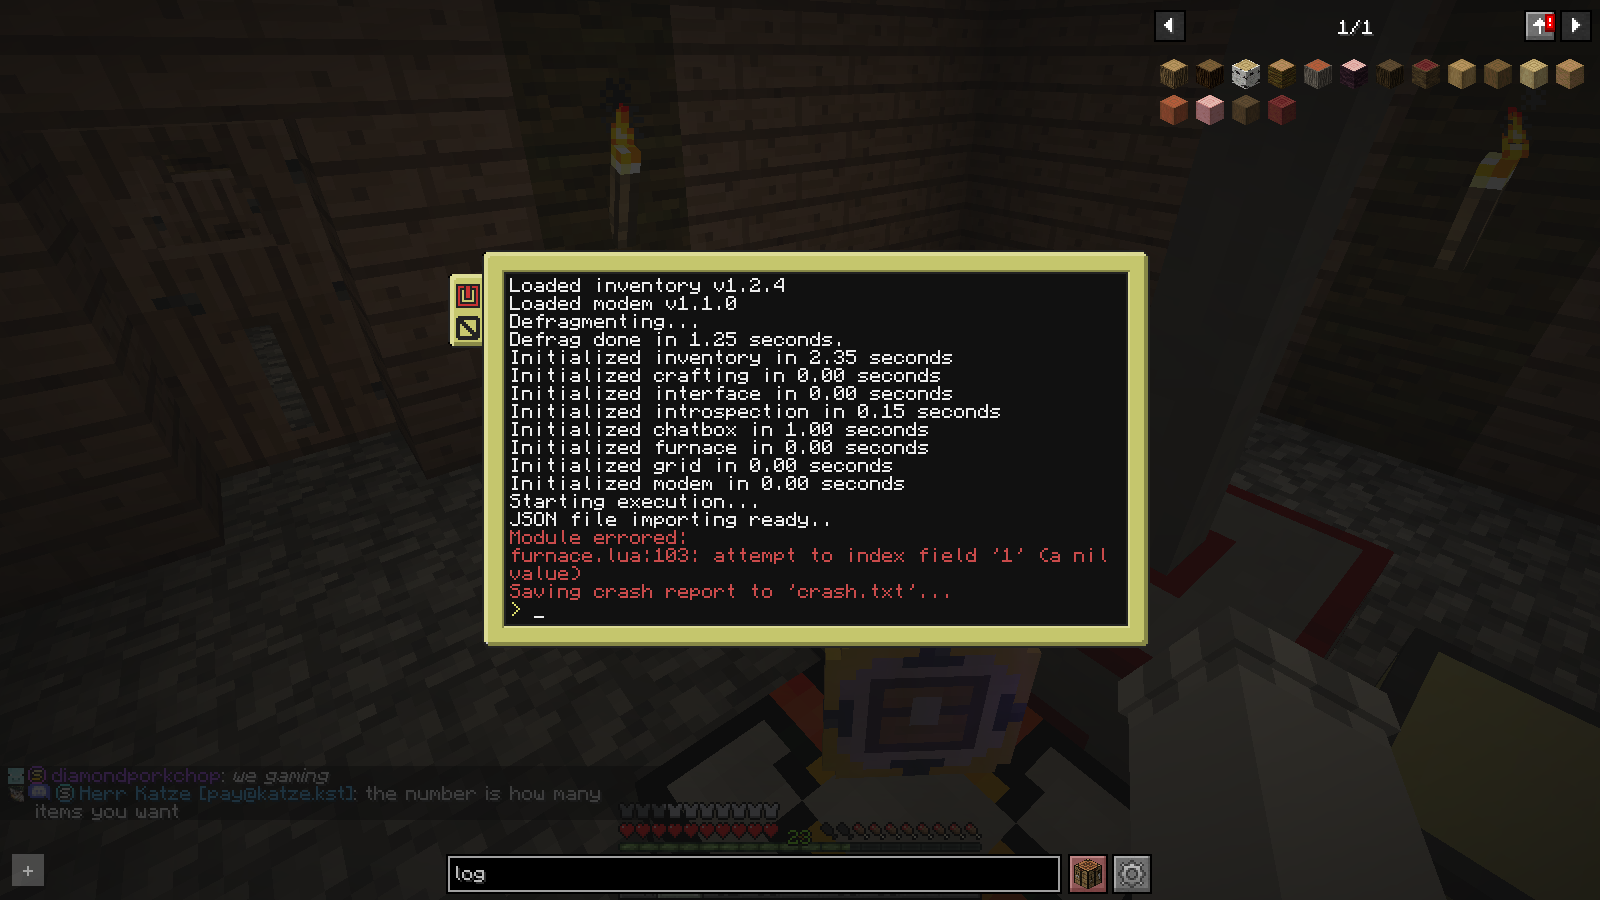 1/1
Loaded inventory v1.2.4
Loaded modem v1.1.0
Defragmenting...
Defrag done in 1.25 seconds.
Initialized inventory in 2.35 seconds
Initialized crafting in 0.00 seconds
Initialized interface in 0.00 seconds
Initialized introspection in 0.15 seconds
Initialized chatbox in 1.00 seconds
Initialized furnace in 0.00 seconds
Initialized grid in 0.00 seconds
Initialized modem in 0.00 seconds
Starting execution...
JSON file importing ready..
Module errored:
furnace.lua:103: attempt to index field '1' (a nil
value)
Saving crash report to 'crash.txt'...
> _
diamondporkchop: we gaming
Herr Katze [pay@katze.kst]: the number is how many
items you want
23
+
log